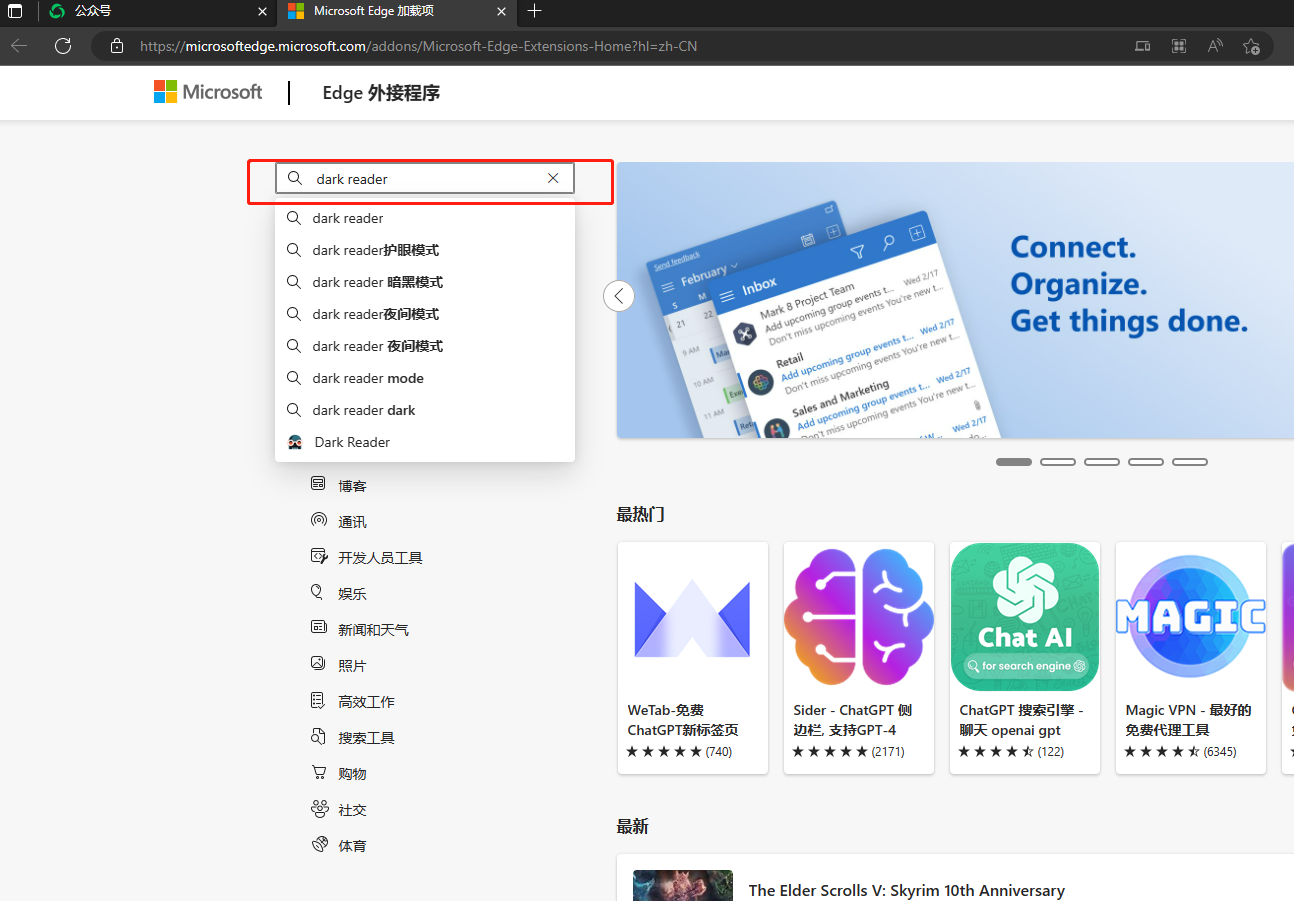 公众号
Microsoft Edge 加载项
https://microsoftedge.microsoft.com/addons/Microsoft-Edge-Extensions-Home?hl=zh-CN
Microsoft
Edge 外接程序
dark reader
dark reader
dark reader护眼模式
dark reader 暗黑模式
dark reader夜间模式
dark reader 夜间模式
dark reader mode
dark reader dark
Dark Reader
博客
通讯
开发人员工具
娱乐
新闻和天气
照片
高效工作
搜索工具
购物
社交
体育
Send feedback
February
S
M
21
22
9 AM
10 AM
11 AM
Inbox
Mark 8 Project Team
Wed 2/17
Add upcoming group events t...
Don't miss upcoming events You're new t...
Retail
Wed 2/17
Add upcoming group events t...
Don't miss upcoming events You're new t...
Sales and Marketing
Wed 2/17
Add upcoming group events t...
Don't miss upcoming events You're new t...
Wed 2/17
Connect.
Organize.
Get things done.
最热门
Chat AI
for search engine
MAGIC
WeTab-免费
ChatGPT新标签页
(740)
Sider - ChatGPT 侧
边栏, 支持GPT-4
(2171)
ChatGPT 搜索引擎 -
聊天 openai gpt
(122)
Magic VPN - 最好的
免费代理工具
(6345)
最新
The Elder Scrolls V: Skyrim 10th Anniversary